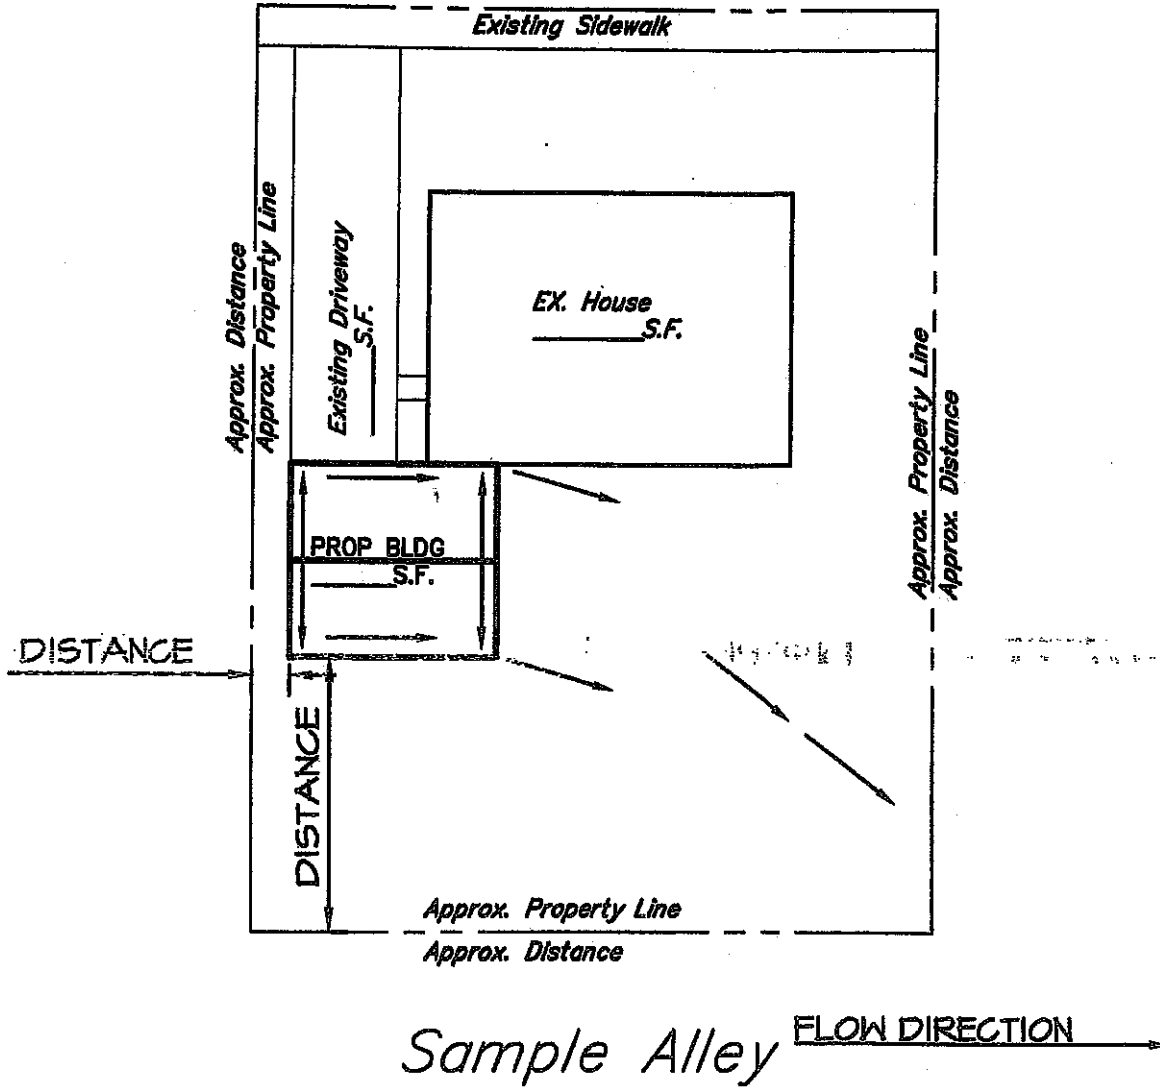 Existing Sidewalk
Approx. Distance
Approx. Property Line
Existing Driveway
S.F.
EX. House
S.F.
Approx. Property Line
Approx. Distance
PROP BLDG
S.F.
DISTANCE
DISTANCE
Approx. Property Line
Approx. Distance
Sample Alley
FLOW DIRECTION